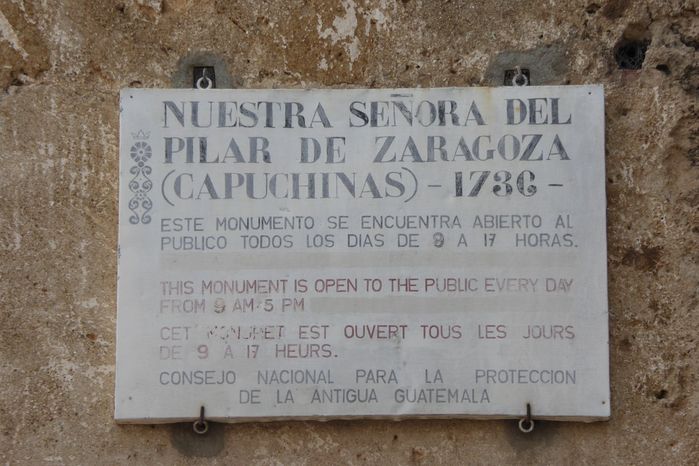 NUESTRA SEÑORA DEL
PILAR DE ZARAGOZA
(CAPUCHINAS) - 1736 -
ESTE MONUMENTO SE ENCUENTRA ABIERTO AL
PUBLICO TODOS LOS DIAS DE 9 A 17 HORAS.
THIS MONUMENT IS OPEN TO THE PUBLIC EVERY DAY
FROM 9 AM-5 PM
CET MONUMET EST OUVERT TOUS LES JOURS
DE 9 A 17 HEURS.
CONSEJO NACIONAL PARA LA PROTECCION
DE LA ANTIGUA GUATEMALA